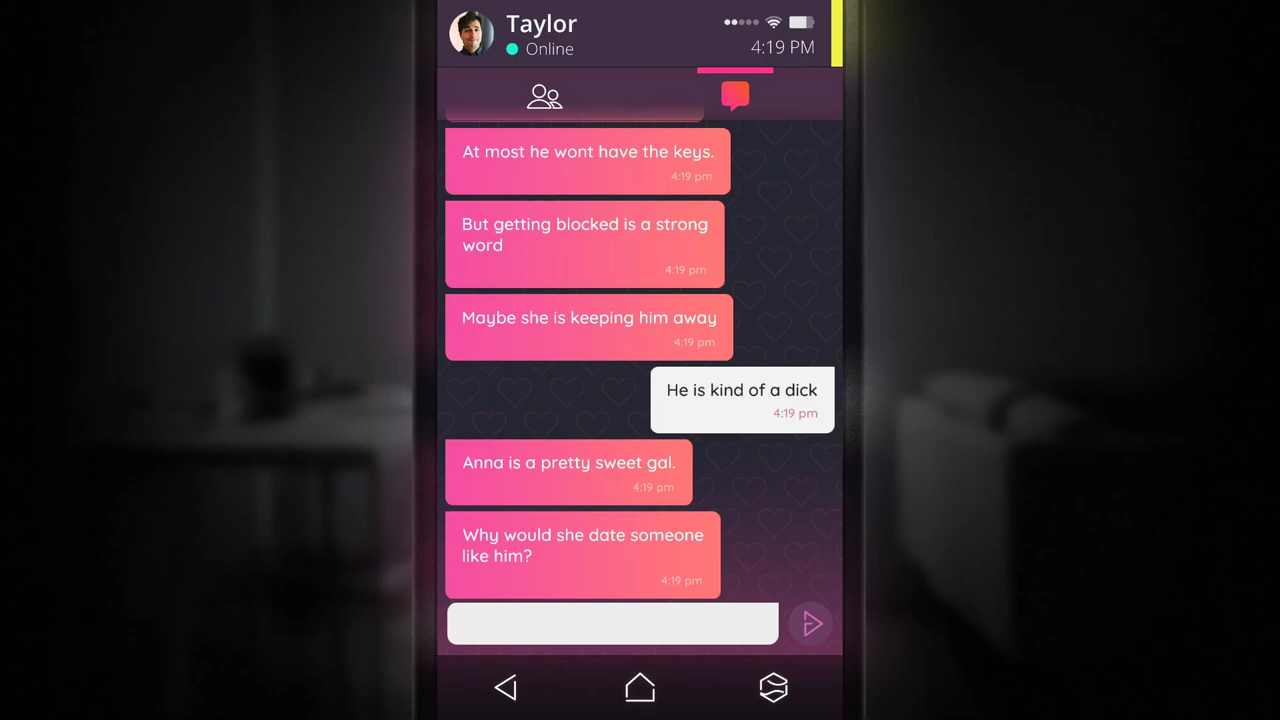 Taylor
Online
4:19 PM
At most he wont have the keys.
4:19 pm
But getting blocked is a strong
word
4:19 pm
Maybe she is keeping him away
4:19 pm
He is kind of a dick
4:19 pm
Anna is a pretty sweet gal.
4:19 pm
Why would she date someone
like him?
4:19 pm